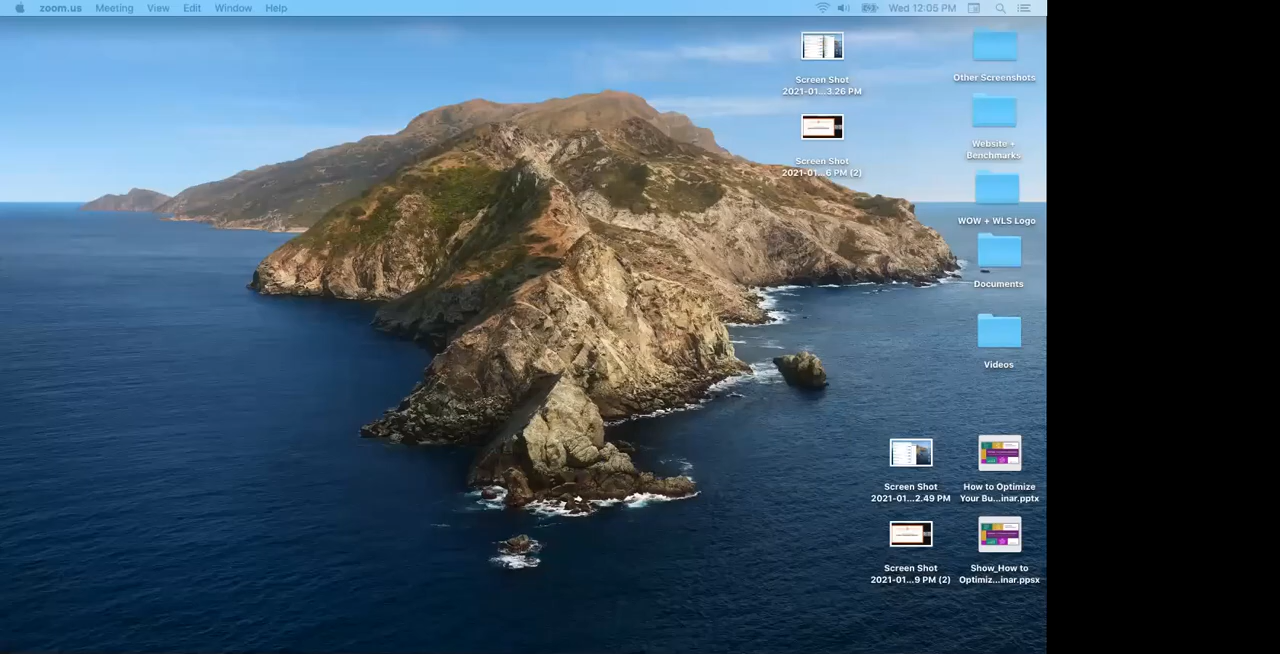 zoom.us Meeting View Edit Window Help Wed 12:05 PM
Screen Shot
2021-01...3.26 PM
Other Screenshots
Screen Shot
2021-01...6 PM (2)
Website +
Benchmarks
WOW + WLS Logo
Documents
Videos
Screen Shot
2021-01...2.49 PM
How to Optimize
Your Bu...inar.pptx
Screen Shot
2021-01...9 PM (2)
Show_How to
Optimiz...inar.ppsx